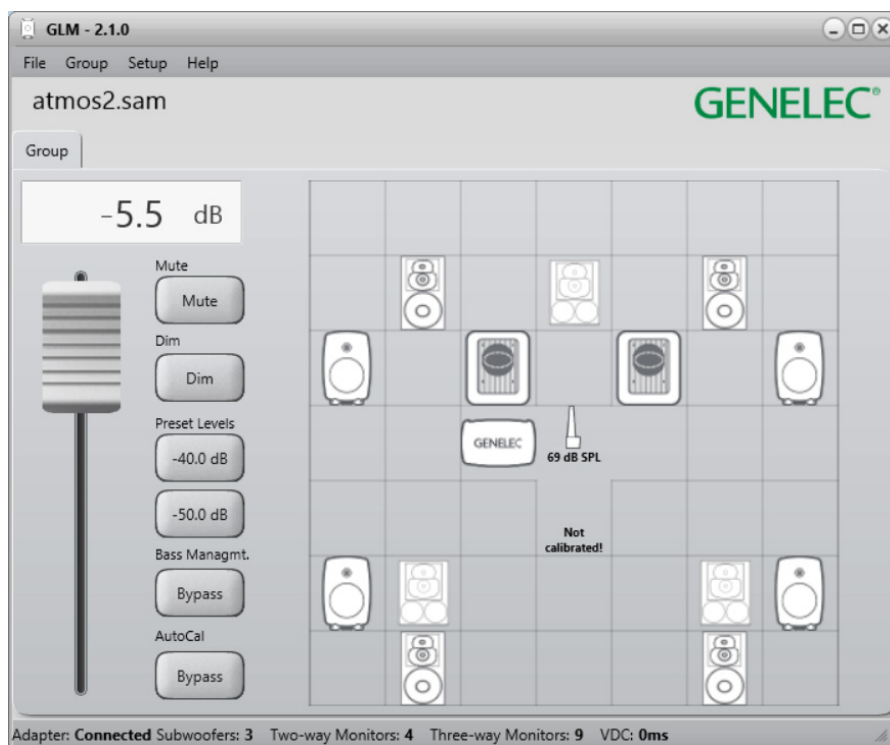 GLM - 2.1.0
File Group Setup Help
atmos2.sam
GENELEC®
Group
-5.5 dB
Mute
Mute
Dim
Dim
Preset Levels
-40.0 dB
GENELEC
69 dB SPL
-50.0 dB
Not
calibrated!
Bass Managmt.
Bypass
AutoCal
Bypass
Adapter: Connected Subwoofers: 3 Two-way Monitors: 4 Three-way Monitors: 9 VDC: 0ms